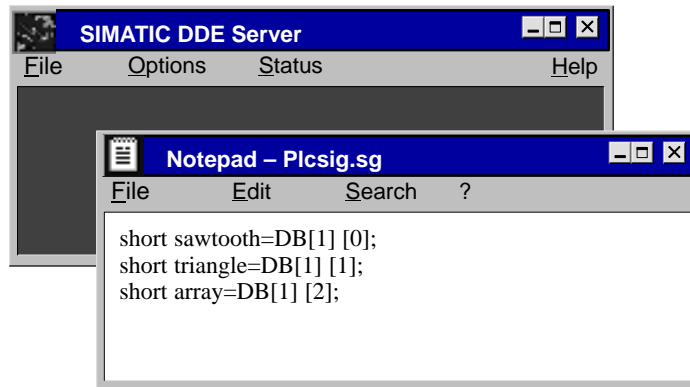 SIMATIC DDE Server
File Options Status Help
Notepad – Plcsig.sg
File Edit Search ?
short sawtooth=DB[1] [0];
short triangle=DB[1] [1];
short array=DB[1] [2];